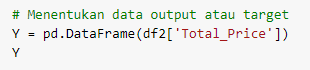 # Menentukan data output atau target
Y = pd.DataFrame(df2['Total_Price'])
Y